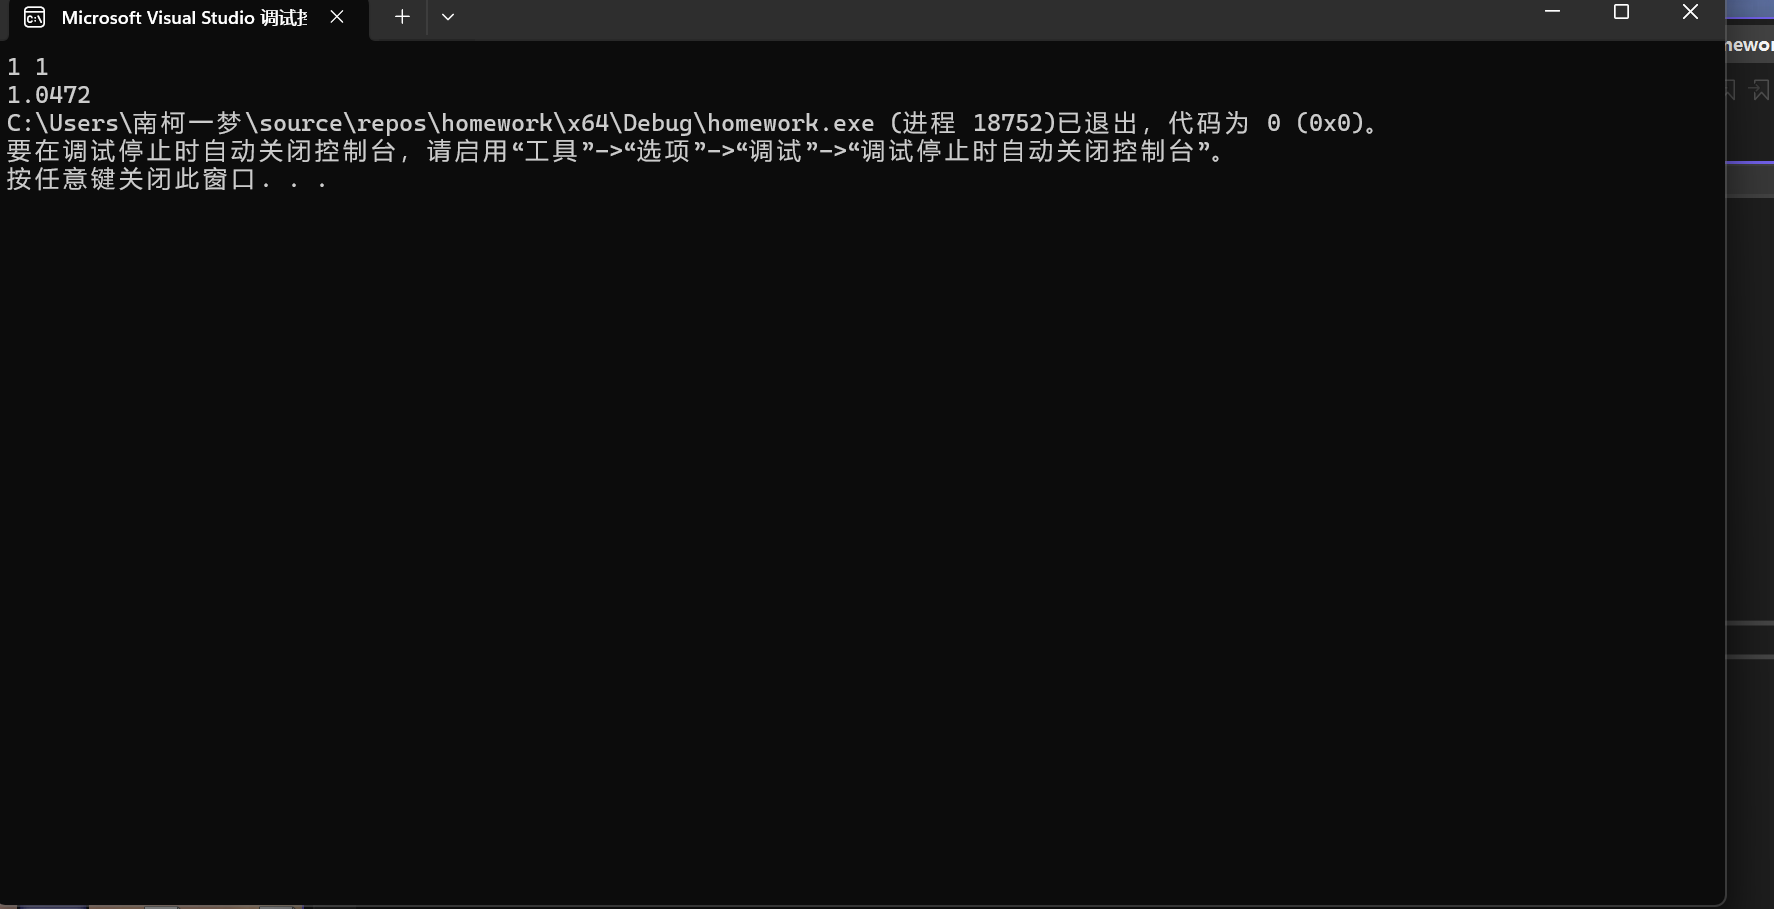 Microsoft Visual Studio 调试
1 1
1.0472
C:\Users\南柯一梦\source\repos\homework\x64\Debug\homework.exe (进程 18752)已退出，代码为 0 (0x0)。
要在调试停止时自动关闭控制台，请启用“工具”->“选项”->“调试”->“调试停止时自动关闭控制台”。
按任意键关闭此窗口. . .